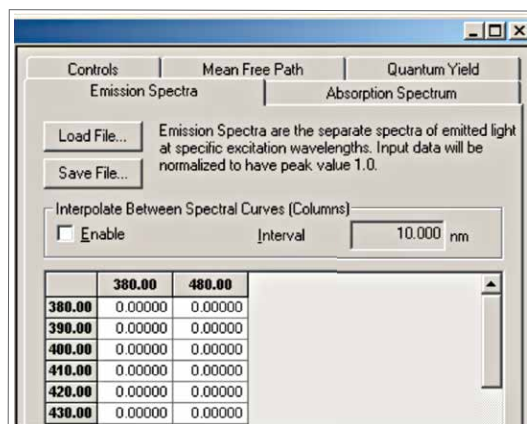 Controls Mean Free Path Quantum Yield
Emission Spectra Absorption Spectrum
Load File...
Save File...
Emission Spectra are the separate spectra of emitted light
at specific excitation wavelengths. Input data will be
normalized to have peak value 1.0.
Interpolate Between Spectral Curves (Columns)
Enable Interval 10.000 nm
380.00 480.00
380.00 0.00000 0.00000
390.00 0.00000 0.00000
400.00 0.00000 0.00000
410.00 0.00000 0.00000
420.00 0.00000 0.00000
430.00 0.00000 0.00000